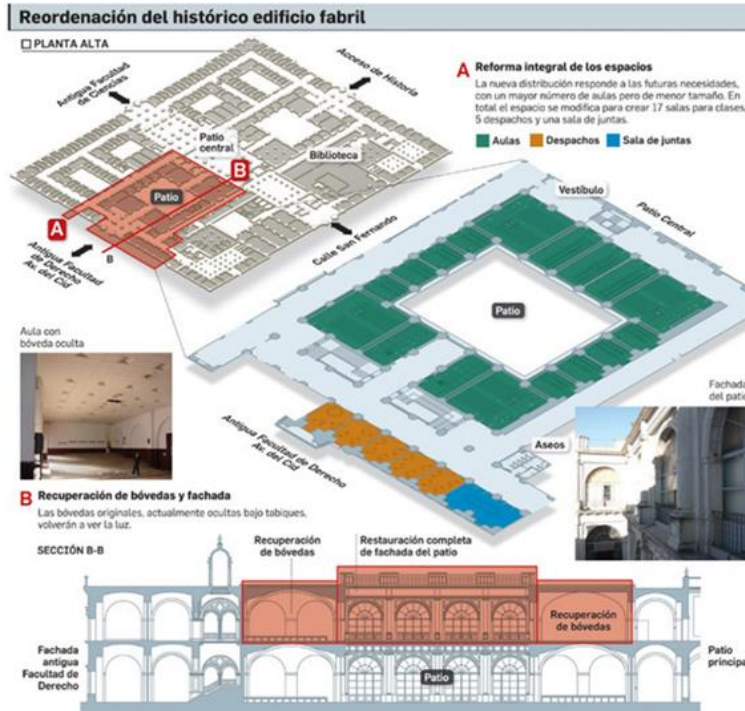 Reordenación del histórico edificio fabril
PLANTA ALTA
Antigua Facultad
de Ciencias
Acceso de Historia
Patio
central
Biblioteca
B
Patio
A
B
Antigua Facultad
de Derecho
Av. del Cid
Calle San Fernando
A Reforma integral de los espacios
La nueva distribución responde a las futuras necesidades,
con un mayor número de aulas pero de menor tamaño. En
total el espacio se modifica para crear 17 salas para clases,
5 despachos y una sala de juntas.
Aulas Despachos Sala de juntas
Vestíbulo
Patio Central
Patio
Aula con
bóveda oculta
Antigua Facultad de Derecho
Av. del Cid
Aseos
Fachada
del patio
B Recuperación de bóvedas y fachada
Las bóvedas originales, actualmente ocultas bajo tabiques,
volverán a ver la luz.
SECCIÓN B-B
Recuperación
de bóvedas
Restauración completa
de fachada del patio
Recuperación
de bóvedas
Fachada
antigua
Facultad de
Derecho
Patio
Patio
principal